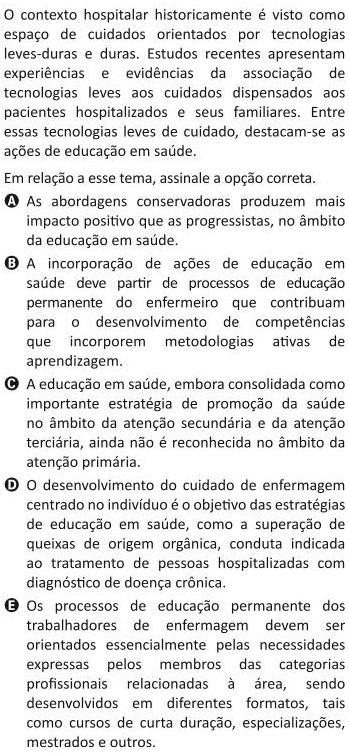 O contexto hospitalar historicamente é visto como
espaço de cuidados orientados por tecnologias
leves-duras e duras. Estudos recentes apresentam
experiências e evidências da associação de
tecnologias leves aos cuidados dispensados aos
pacientes hospitalizados e seus familiares. Entre
essas tecnologias leves de cuidado, destacam-se as
ações de educação em saúde.
Em relação a esse tema, assinale a opção correta.
A As abordagens conservadoras produzem mais
impacto positivo que as progressistas, no âmbito
da educação em saúde.
B A incorporação de ações de educação em
saúde deve partir de processos de educação
permanente do enfermeiro que contribuam
para o desenvolvimento de competências
que incorporem metodologias ativas de
aprendizagem.
C A educação em saúde, embora consolidada como
importante estratégia de promoção da saúde
no âmbito da atenção secundária e da atenção
terciária, ainda não é reconhecida no âmbito da
atenção primária.
D O desenvolvimento do cuidado de enfermagem
centrado no indivíduo é o objetivo das estratégias
de educação em saúde, como a superação de
queixas de origem orgânica, conduta indicada
ao tratamento de pessoas hospitalizadas com
diagnóstico de doença crônica.
E Os processos de educação permanente dos
trabalhadores de enfermagem devem ser
orientados essencialmente pelas necessidades
expressas pelos membros das categorias
profissionais relacionadas à área, sendo
desenvolvidos em diferentes formatos, tais
como cursos de curta duração, especializações,
mestrados e outros.